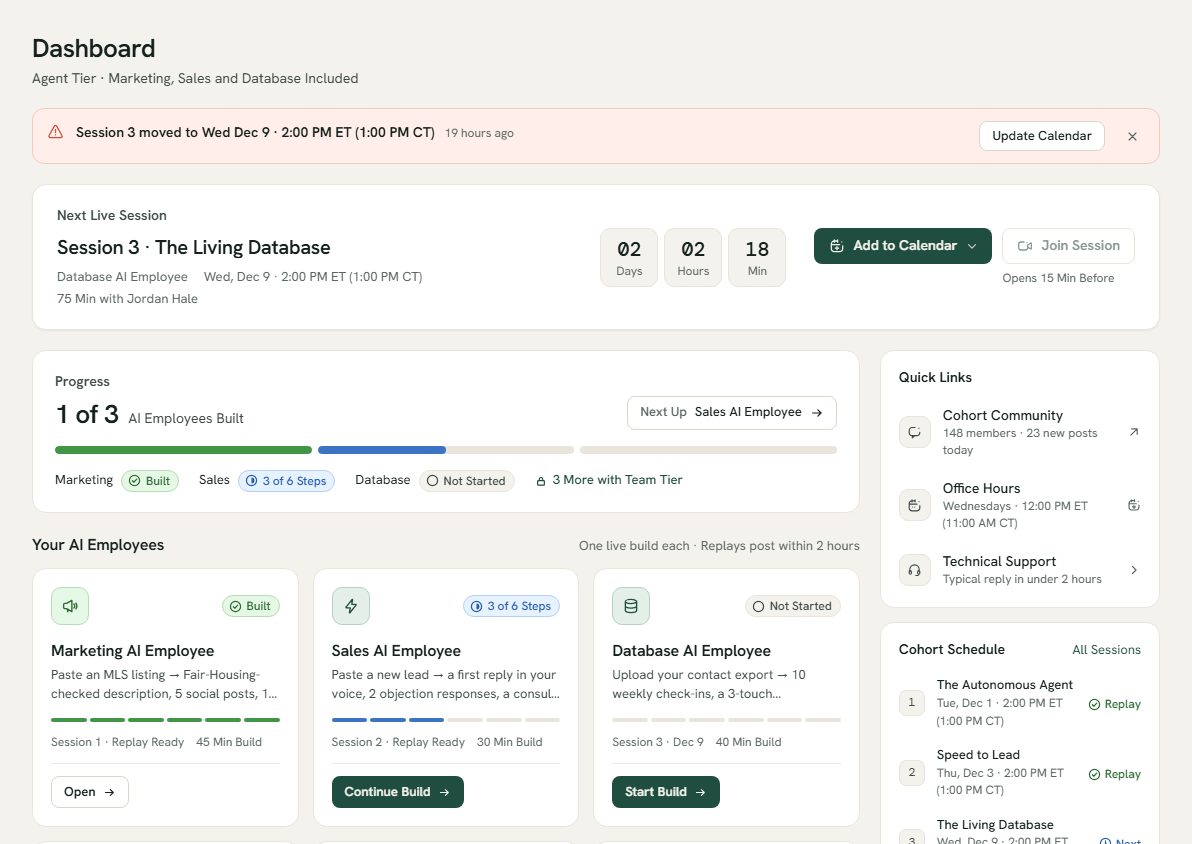 Dashboard
Agent Tier · Marketing, Sales and Database Included
Session 3 moved to Wed Dec 9 · 2:00 PM ET (1:00 PM CT) 19 hours ago
Update Calendar
Next Live Session
Session 3 · The Living Database
Database AI Employee Wed, Dec 9 · 2:00 PM ET (1:00 PM CT)
75 Min with Jordan Hale
02 02 18
Days Hours Min
Add to Calendar
Join Session
Opens 15 Min Before
Progress
1 of 3 AI Employees Built
Next Up Sales AI Employee →
Marketing Built Sales 3 of 6 Steps Database Not Started 3 More with Team Tier
Your AI Employees
One live build each · Replays post within 2 hours
Built
Marketing AI Employee
Paste an MLS listing → Fair-Housing-
checked description, 5 social posts, 1...
Session 1 · Replay Ready 45 Min Build
Open →
3 of 6 Steps
Sales AI Employee
Paste a new lead → a first reply in your
voice, 2 objection responses, a consul...
Session 2 · Replay Ready 30 Min Build
Continue Build →
Not Started
Database AI Employee
Upload your contact export → 10
weekly check-ins, a 3-touch...
Session 3 · Dec 9 40 Min Build
Start Build →
Quick Links
Cohort Community
148 members · 23 new posts
today
Office Hours
Wednesdays · 12:00 PM ET
(11:00 AM CT)
Technical Support
Typical reply in under 2 hours
Cohort Schedule All Sessions
1
The Autonomous Agent
Tue, Dec 1 · 2:00 PM ET
(1:00 PM CT)
Replay
2
Speed to Lead
Thu, Dec 3 · 2:00 PM ET
(1:00 PM CT)
Replay
3
The Living Database
Wed, Dec 9 · 2:00 PM ET
Next